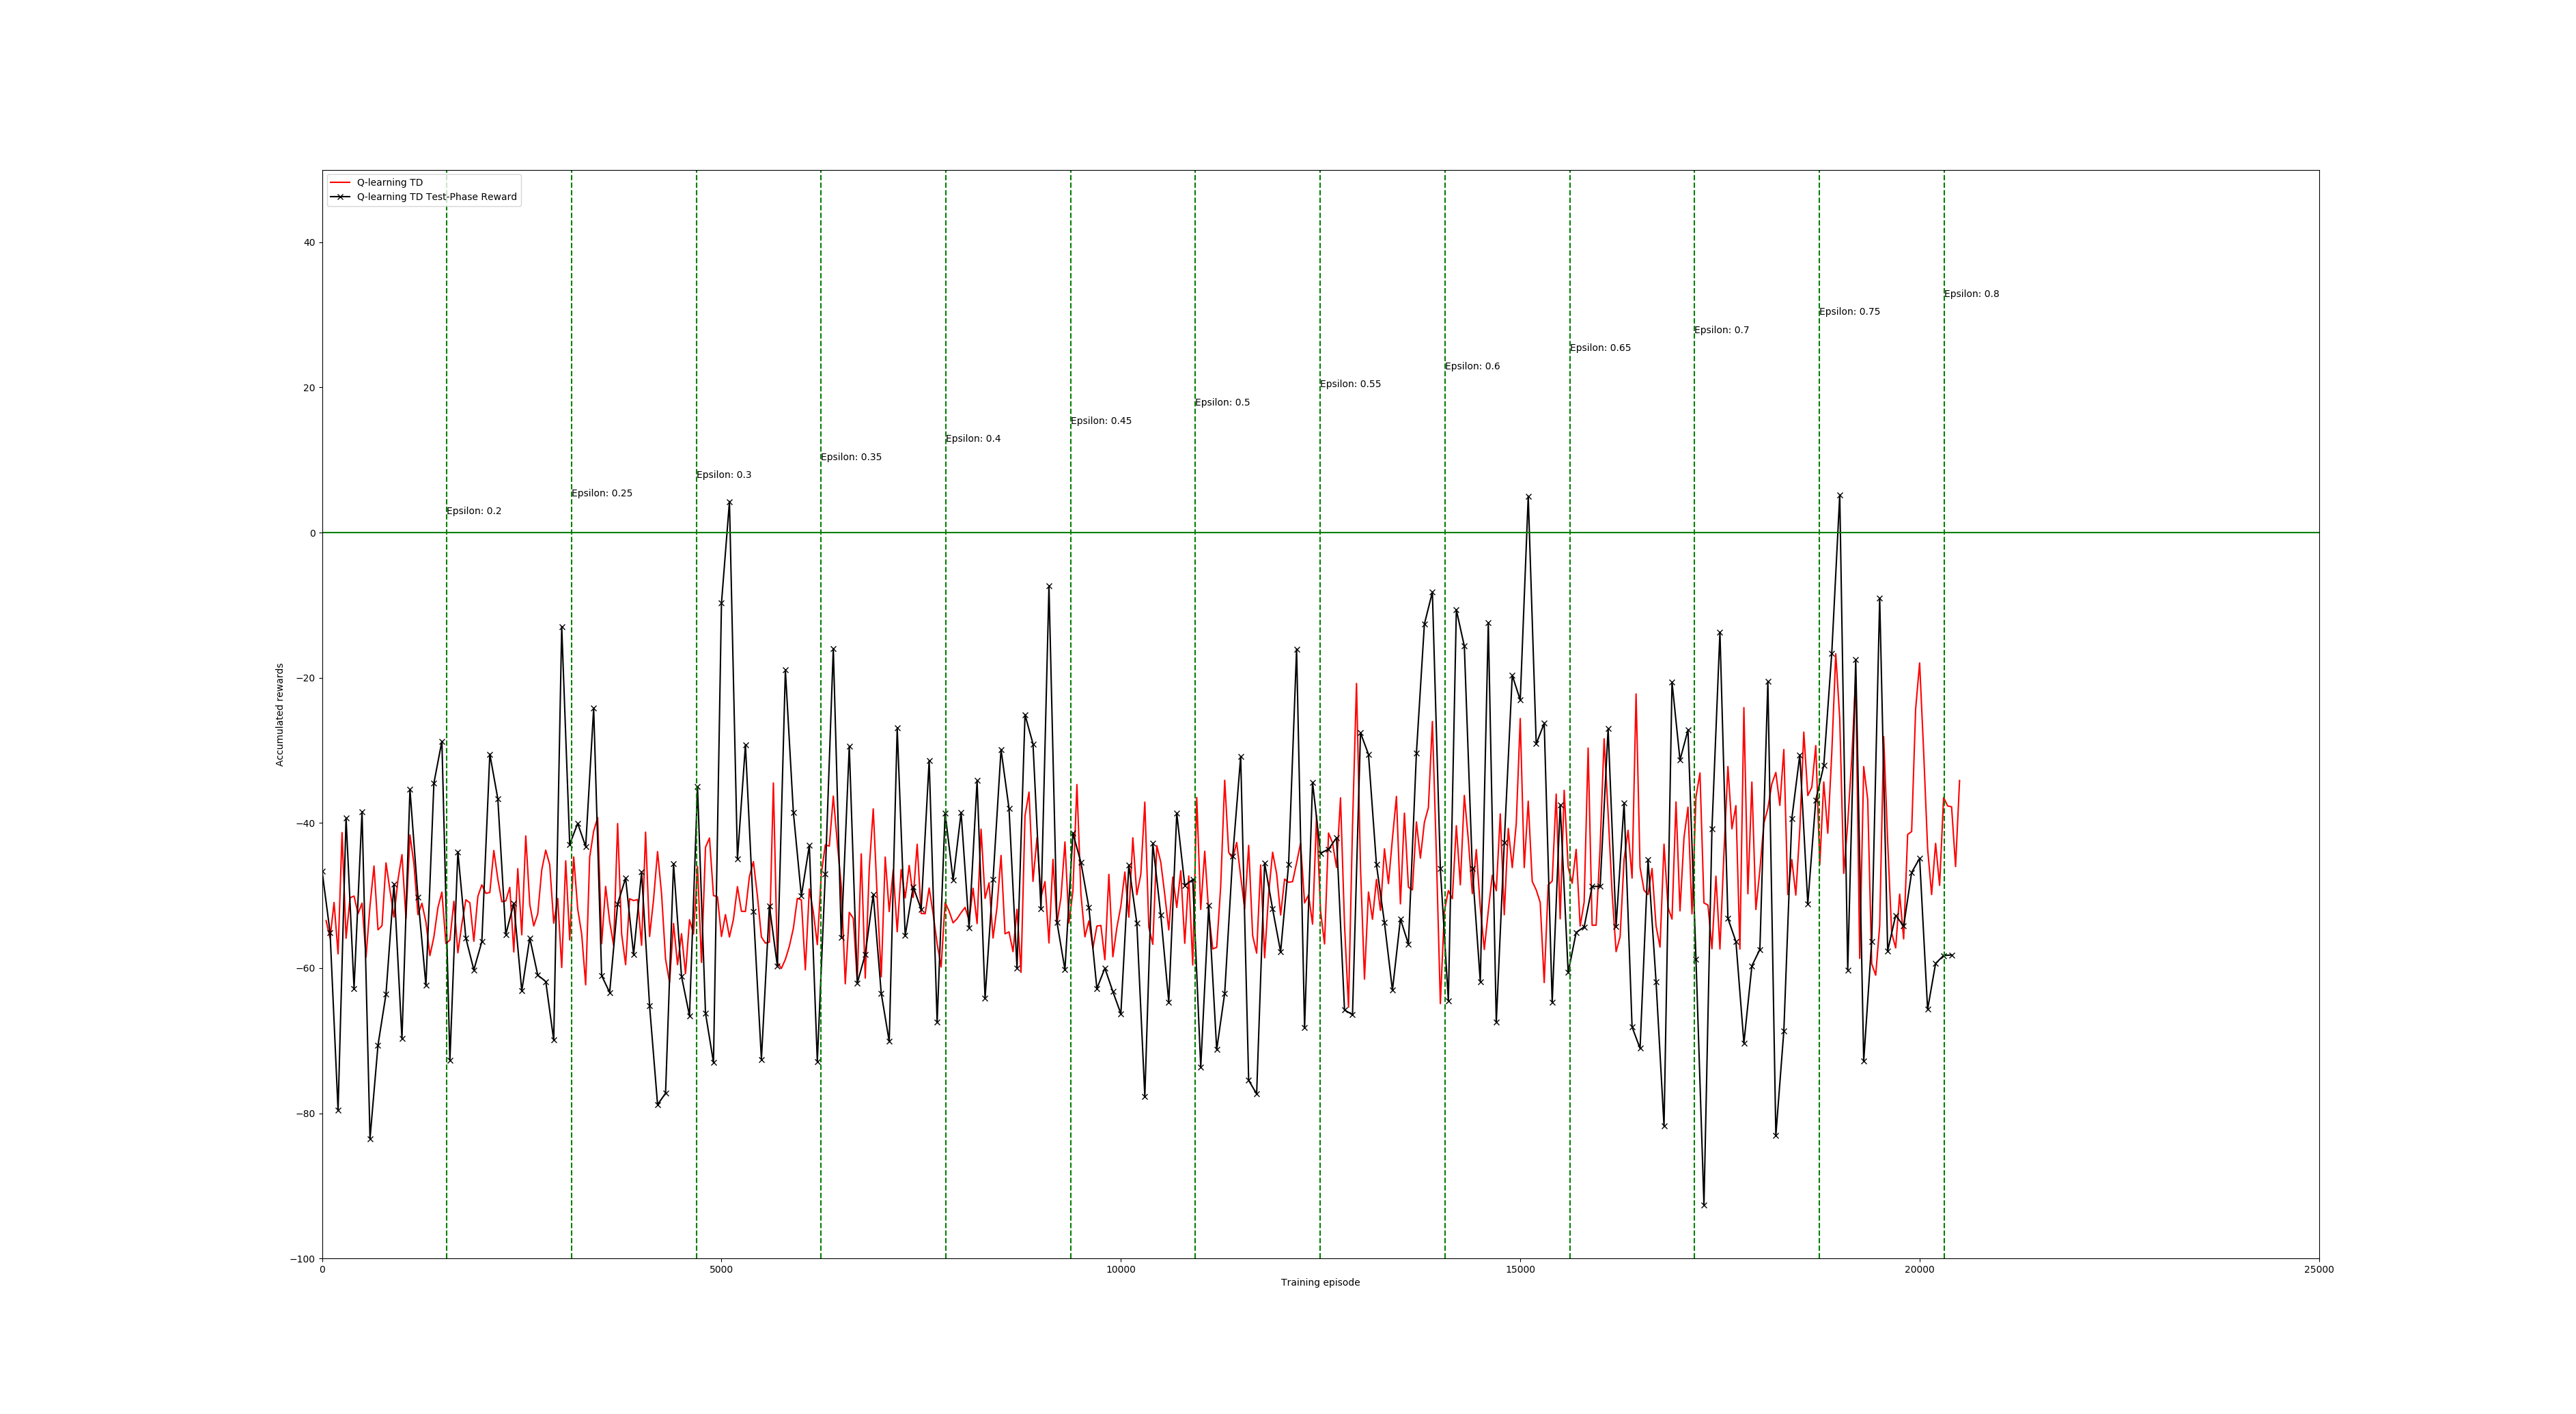 Q-learning TD
Q-learning TD Test-Phase Reward
40
Epsilon: 0.8
Epsilon: 0.75
Epsilon: 0.7
Epsilon: 0.65
Epsilon: 0.6
20
Epsilon: 0.55
Epsilon: 0.5
Epsilon: 0.45
Epsilon: 0.4
Epsilon: 0.35
Epsilon: 0.3
Epsilon: 0.25
Epsilon: 0.2
0
−20
Accumulated rewards
−40
−60
−80
−100
0 5000 10000 15000 20000 25000
Training episode